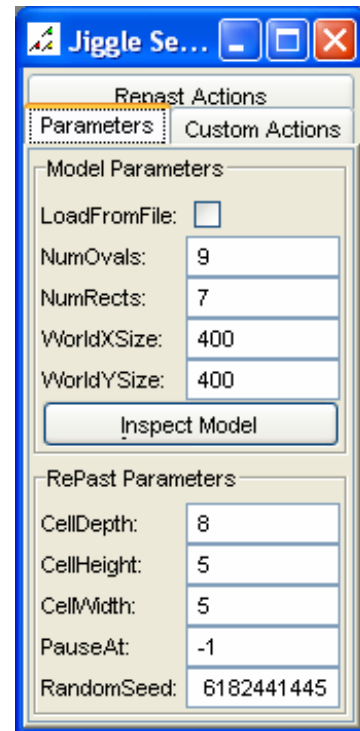 Jiggle Se...
Repast Actions
Parameters Custom Actions
Model Parameters
LoadFromFile:
NumOvals: 9
NumRects: 7
WorldXSize: 400
WorldYSize: 400
Inspect Model
RePast Parameters
CellDepth: 8
CellHeight: 5
CellWidth: 5
PauseAt: -1
RandomSeed: 6182441445